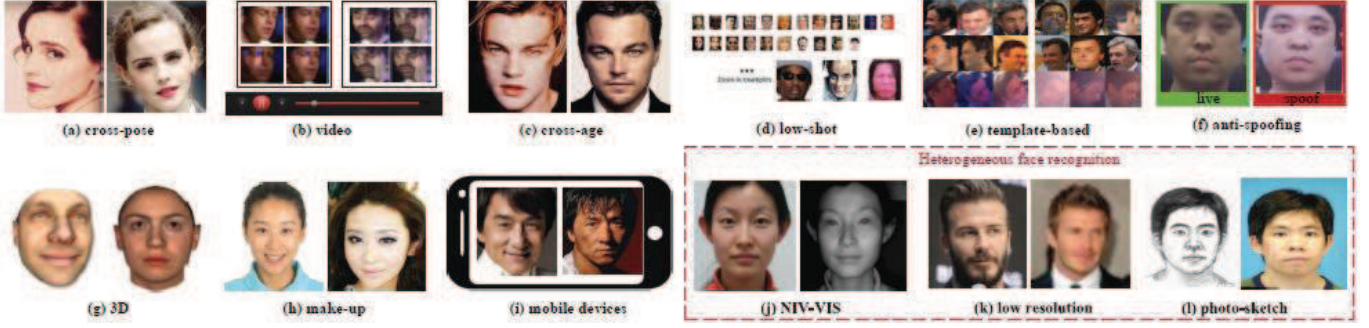 live
spoof
(a) cross-pose
(b) video
(c) cross-age
(d) low-shot
(e) template-based
(f) anti-spoofing
Heterogeneous face recognition
(g) 3D
(h) make-up
(i) mobile devices
(j) NIV-VIS
(k) low resolution
(l) photo-sketch